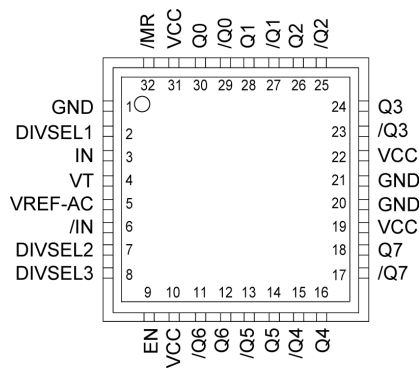 /MR
VCC
Q0
/Q0
Q1
/Q1
Q2
/Q2
32 31 30 29 28 27 26 25
GND 1 24 Q3
DIVSEL1 2 23 /Q3
IN 3 22 VCC
VT 4 21 GND
VREF-AC 5 20 GND
/IN 6 19 VCC
DIVSEL2 7 18 Q7
DIVSEL3 8 17 /Q7
9 10 11 12 13 14 15 16
EN
VCC
/Q6
Q6
/Q5
Q5
/Q4
Q4